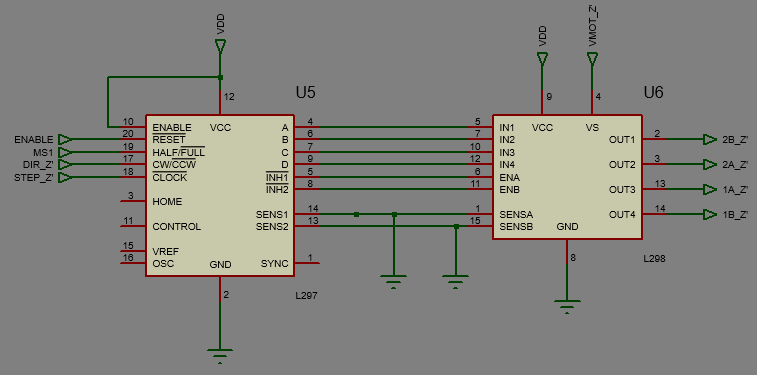 VDD
VDD
VMOT_Z'
U5
U6
12
9
4
10 ENABLE VCC A 4
5 IN1 VCC VS
ENABLE 20 RESET B 6
7 IN2 OUT1 2 2B_Z'
MS1 19 HALF/FULL C 7
10 IN3
DIR_Z' 17 CW/CCW D 9
12 IN4 OUT2 3 2A_Z'
STEP_Z' 18 CLOCK INH1 5
6 ENA
INH2 8
11 ENB OUT3 13 1A_Z'
3 HOME
SENS1 14
1 SENSA OUT4 14 1B_Z'
11 CONTROL SENS2 13
15 SENSB GND
15 VREF
16 OSC GND SYNC 1
8 L298
2 L297